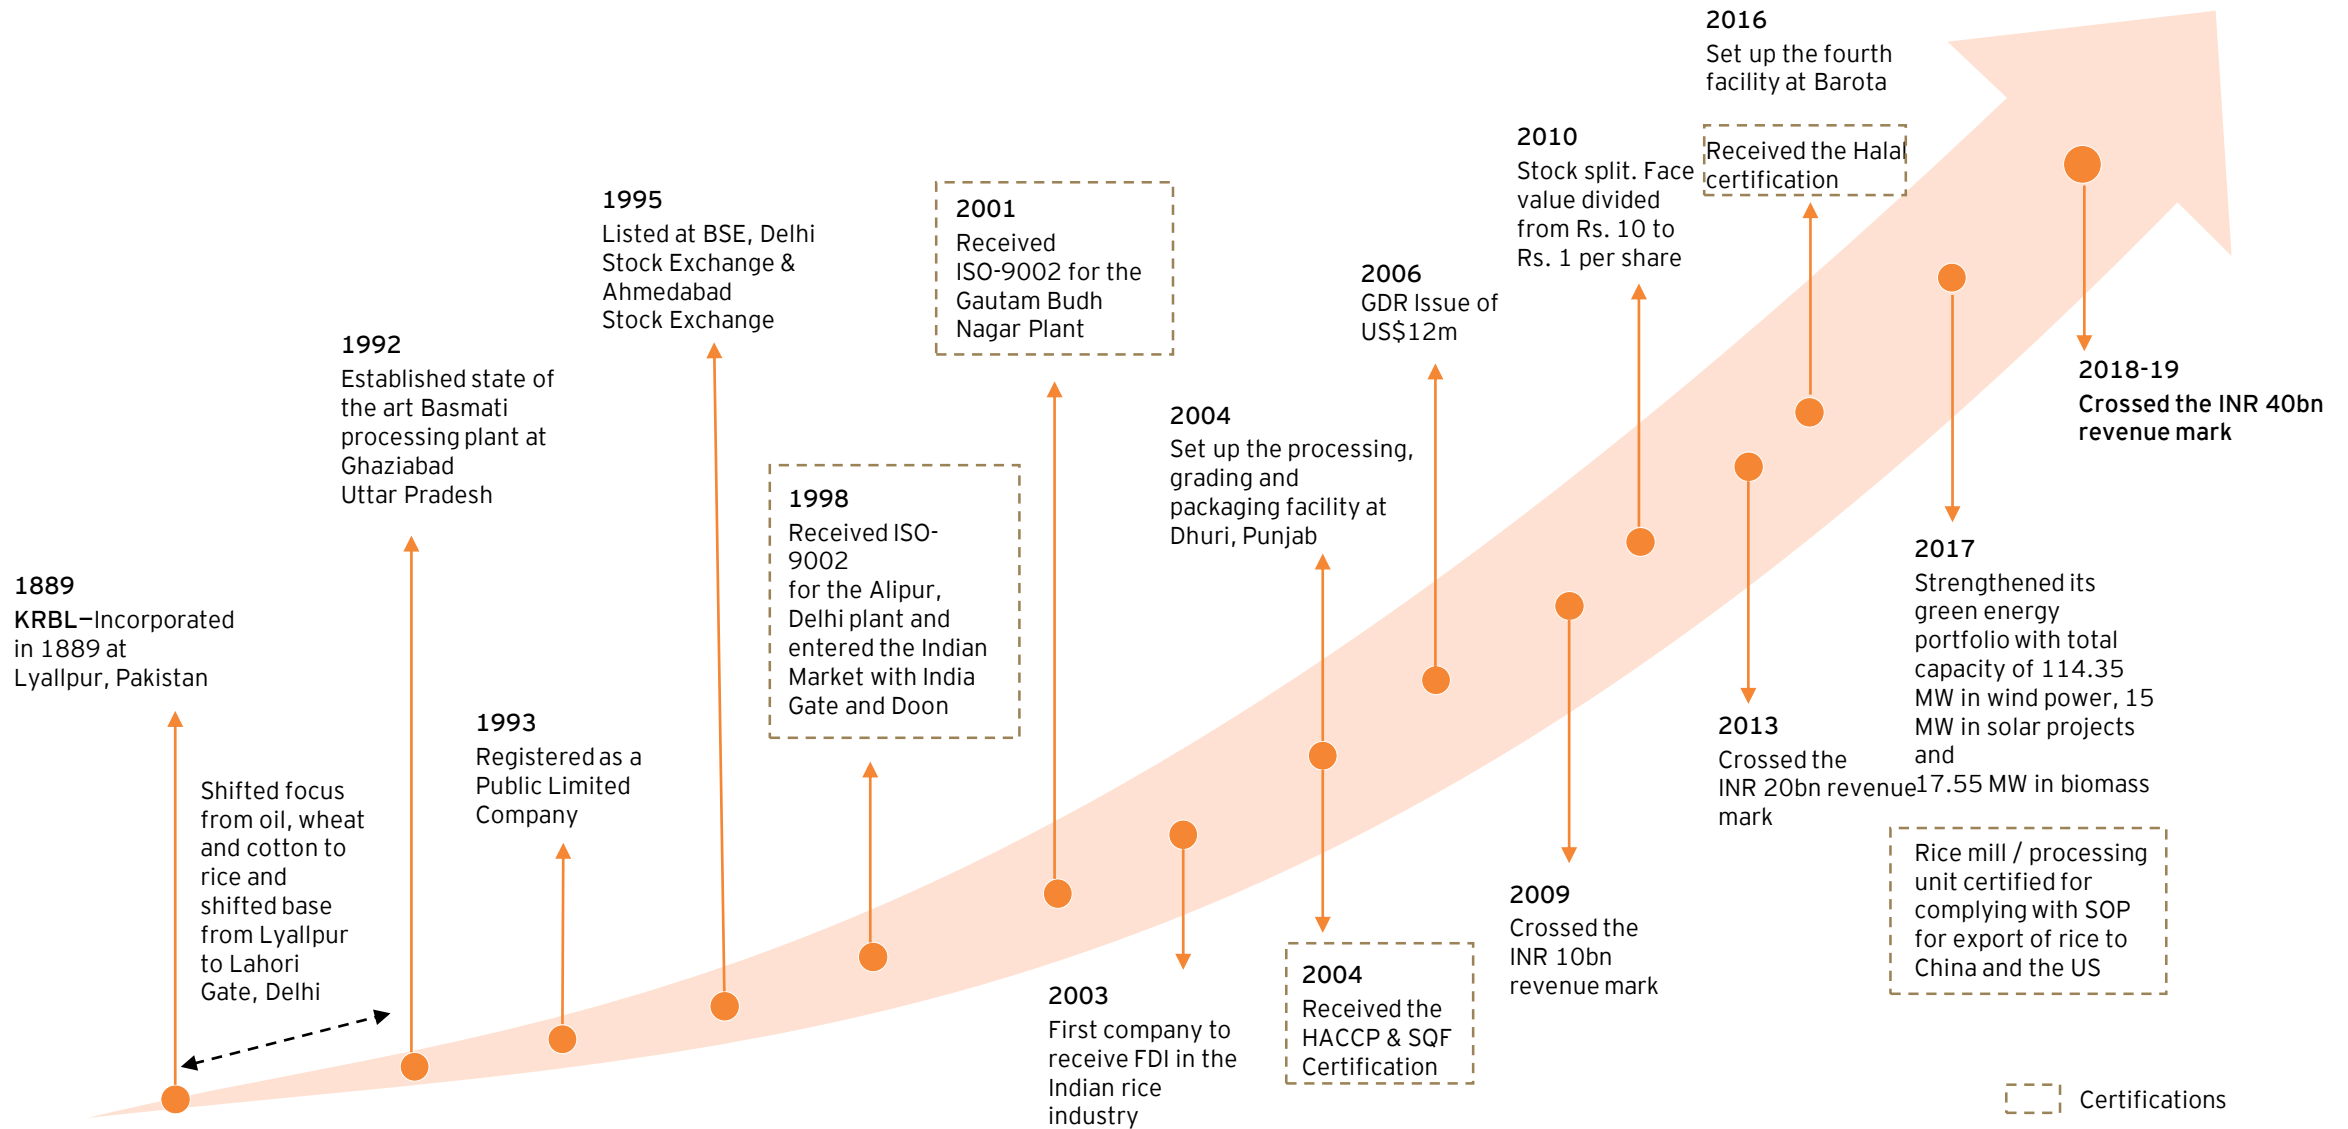 1889
KRBL—Incorporated
in 1889 at
Lyallpur, Pakistan
Shifted focus
from oil, wheat
and cotton to
rice and
shifted base
from Lyallpur
to Lahori
Gate, Delhi
1992
Established state of
the art Basmati
processing plant at
Ghaziabad
Uttar Pradesh
1993
Registered as a
Public Limited
Company
1995
Listed at BSE, Delhi
Stock Exchange &
Ahmedabad
Stock Exchange
1998
Received ISO-
9002
for the Alipur,
Delhi plant and
entered the Indian
Market with India
Gate and Doon
2001
Received
ISO-9002 for the
Gautam Budh
Nagar Plant
2003
First company to
receive FDI in the
Indian rice
industry
2004
Set up the processing,
grading and
packaging facility at
Dhuri, Punjab
2004
Received the
HACCP & SQF
Certification
2006
GDR Issue of
US$12m
2009
Crossed the
INR 10bn
revenue mark
2010
Stock split. Face
value divided
from Rs. 10 to
Rs. 1 per share
2013
Crossed the
INR 20bn revenue
mark
2016
Set up the fourth
facility at Barota
Received the Halal
certification
2017
Strengthened its
green energy
portfolio with total
capacity of 114.35
MW in wind power, 15
MW in solar projects
and
17.55 MW in biomass
Rice mill / processing
unit certified for
complying with SOP
for export of rice to
China and the US
2018-19
Crossed the INR 40bn
revenue mark
Certifications